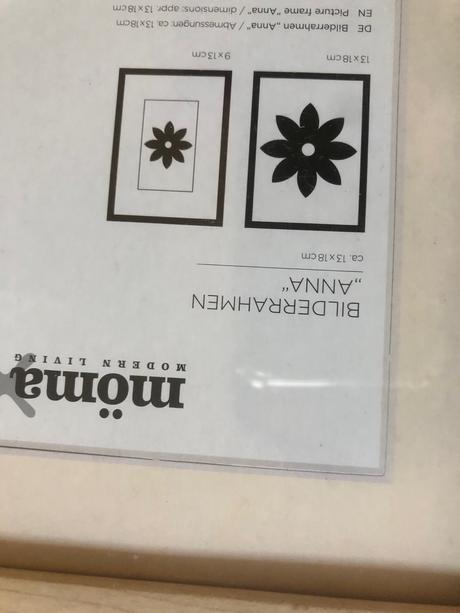 mömax
MODERN LIVING
BILDERRAHMEN
„ANNA“
ca. 13x18cm
13x18cm 9x13cm
DE Bilderrahmen „Anna“ / Abmessungen: ca. 13x18cm
EN Picture frame “Anna” / dimensions: appr. 13x18cm